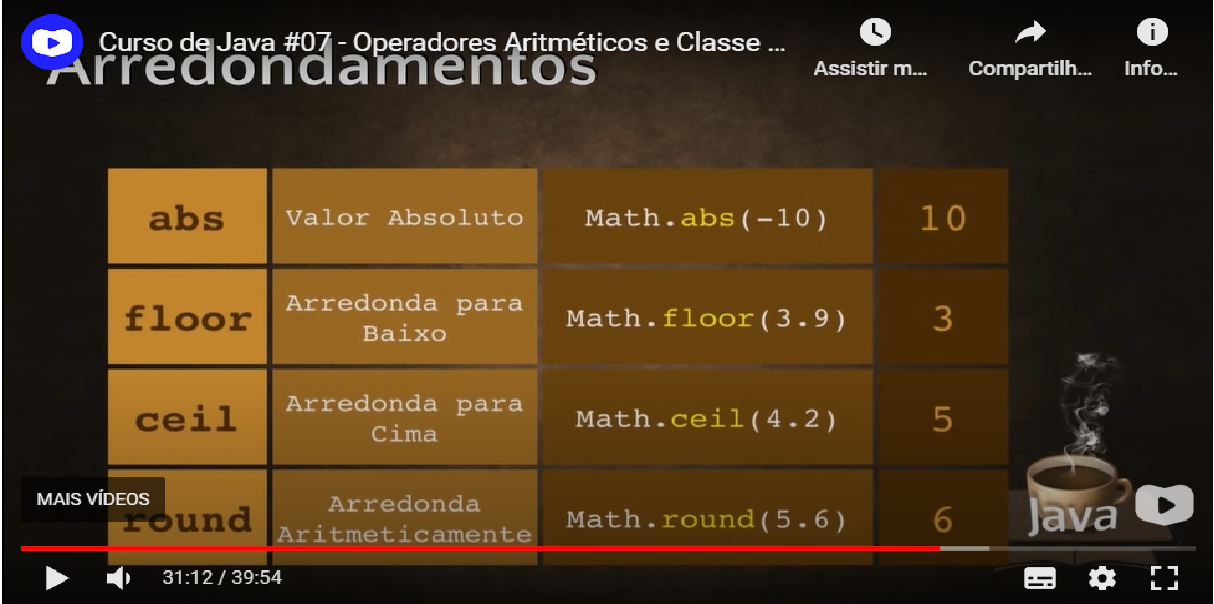 Curso de Java #07 - Operadores Aritméticos e Classe ...
Assistir m...
Compartilh...
Info...
Arredondamentos
abs
Valor Absoluto
Math.abs(-10)
10
floor
Arredonda para
Baixo
Math.floor(3.9)
3
ceil
Arredonda para
Cima
Math.ceil(4.2)
5
MAIS VÍDEOS
round
Arredonda
Aritmeticamente
Math.round(5.6)
6
Java
31:12 / 39:54